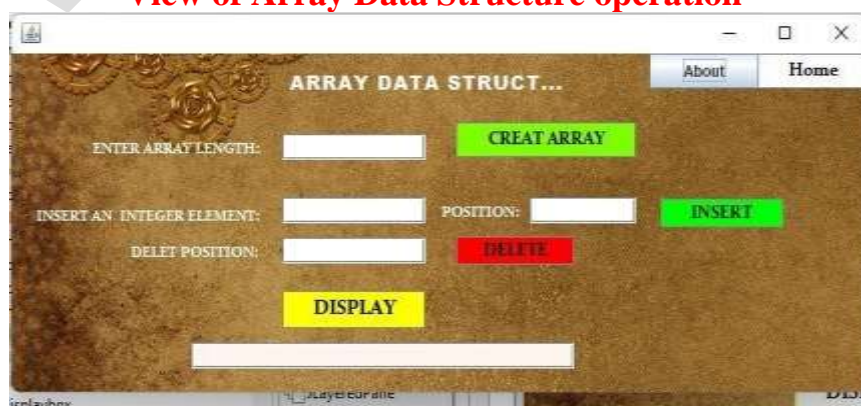 View of Array Data Structure operation
ARRAY DATA STRUCT...
About
Home
ENTER ARRAY LENGTH:
CREAT ARRAY
INSERT AN INTEGER ELEMENT:
POSITION:
INSERT
DELET POSITION:
DELETE
DISPLAY